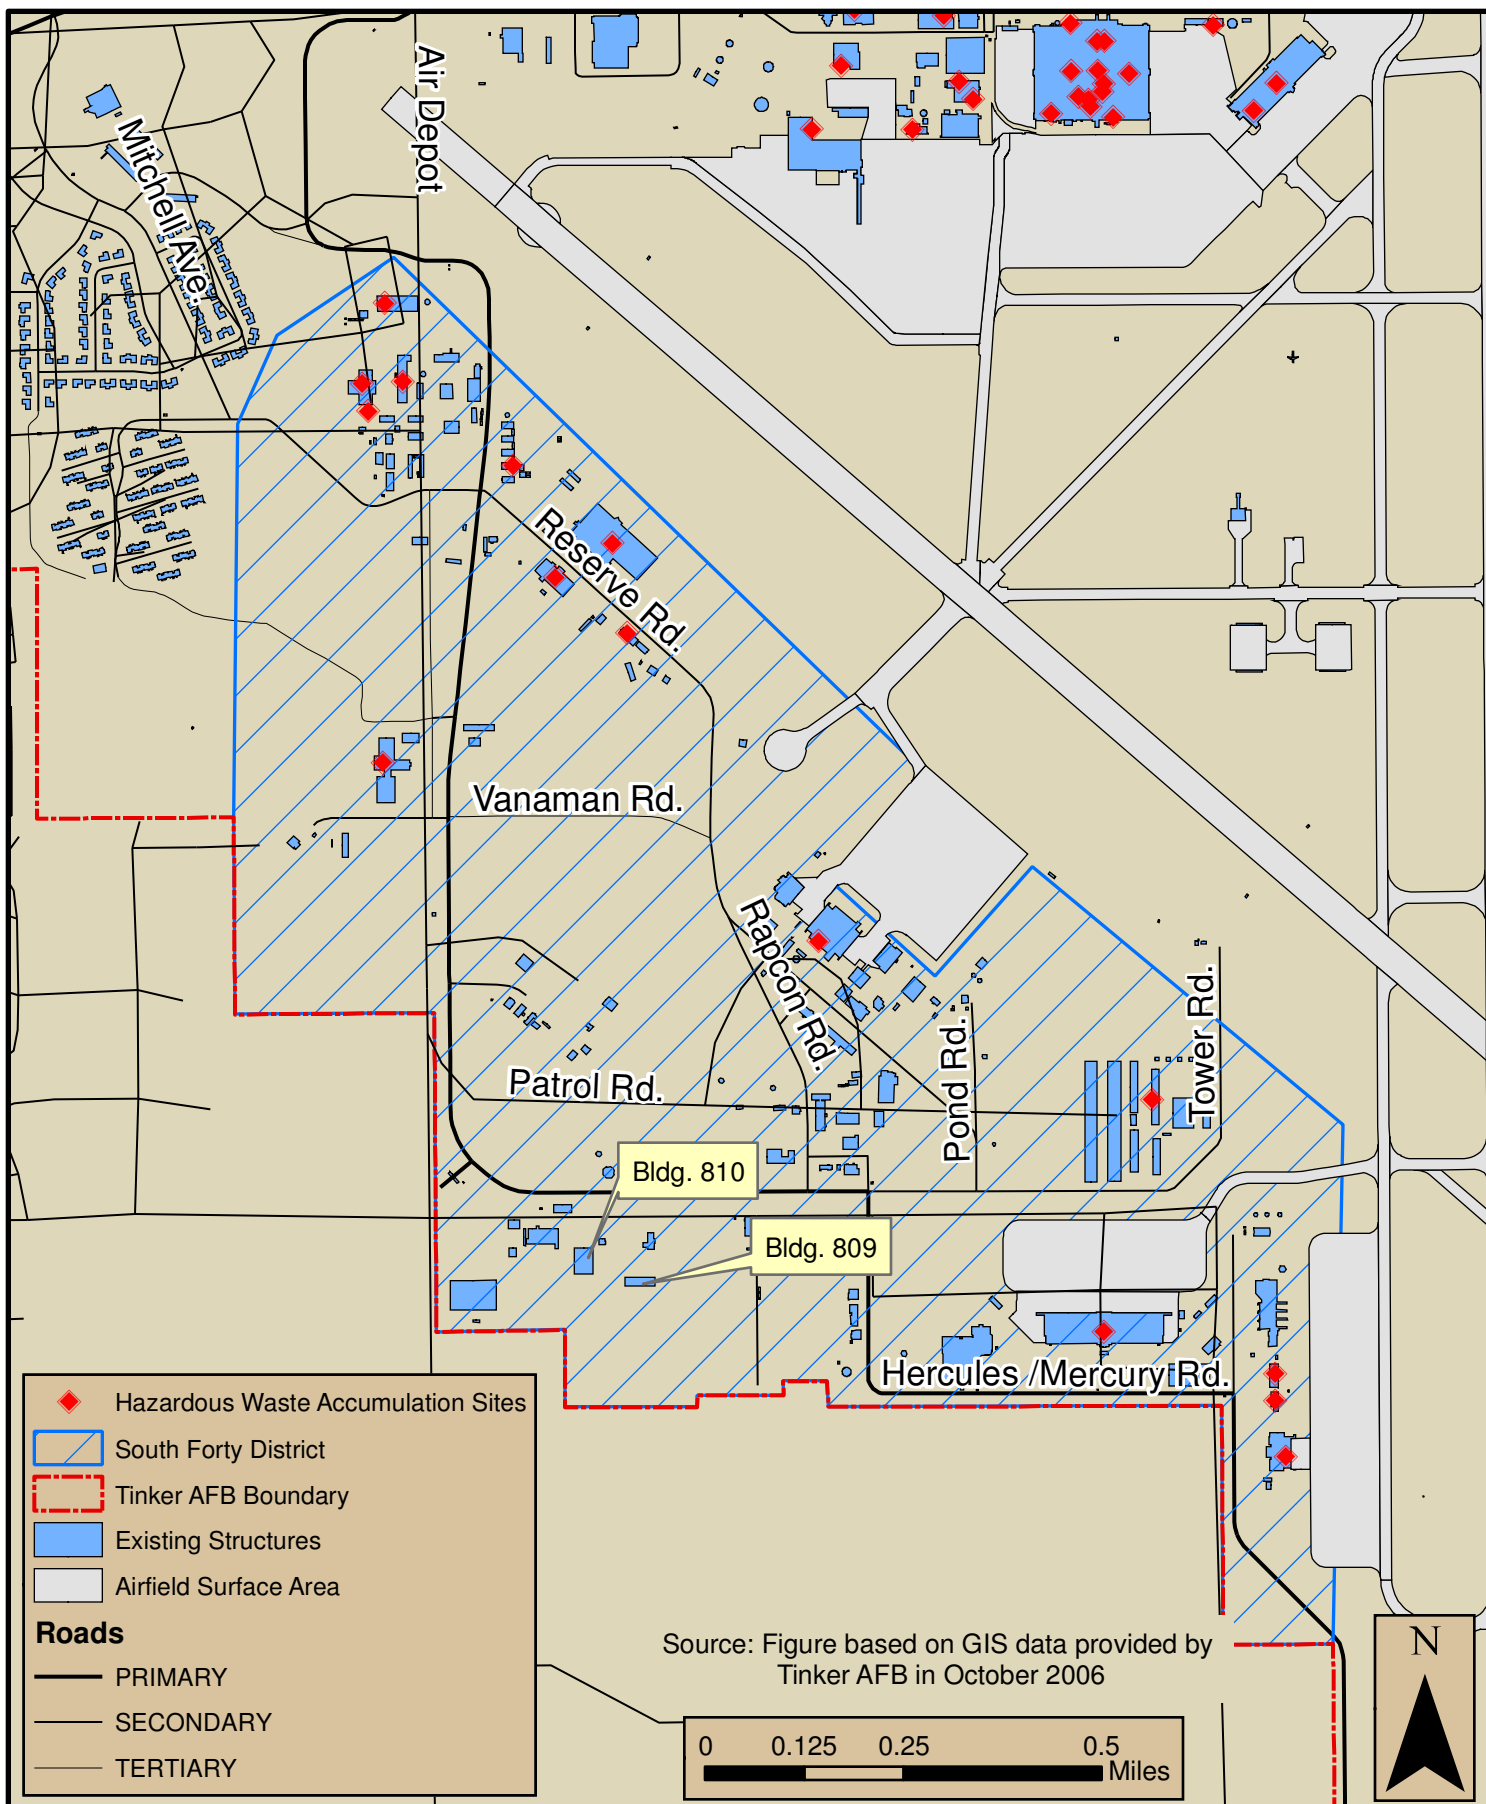 Air Depot
Mitchell Ave.
Reserve Rd.
Vanaman Rd.
Rapcon Rd.
Tower Rd.
Pond Rd.
Patrol Rd.
Bldg. 810
Bldg. 809
Hercules /Mercury Rd.
Hazardous Waste Accumulation Sites
South Forty District
Tinker AFB Boundary
Existing Structures
Airfield Surface Area
Roads
PRIMARY
SECONDARY
TERTIARY
Source: Figure based on GIS data provided by
Tinker AFB in October 2006
0 0.125 0.25 0.5
Miles
N